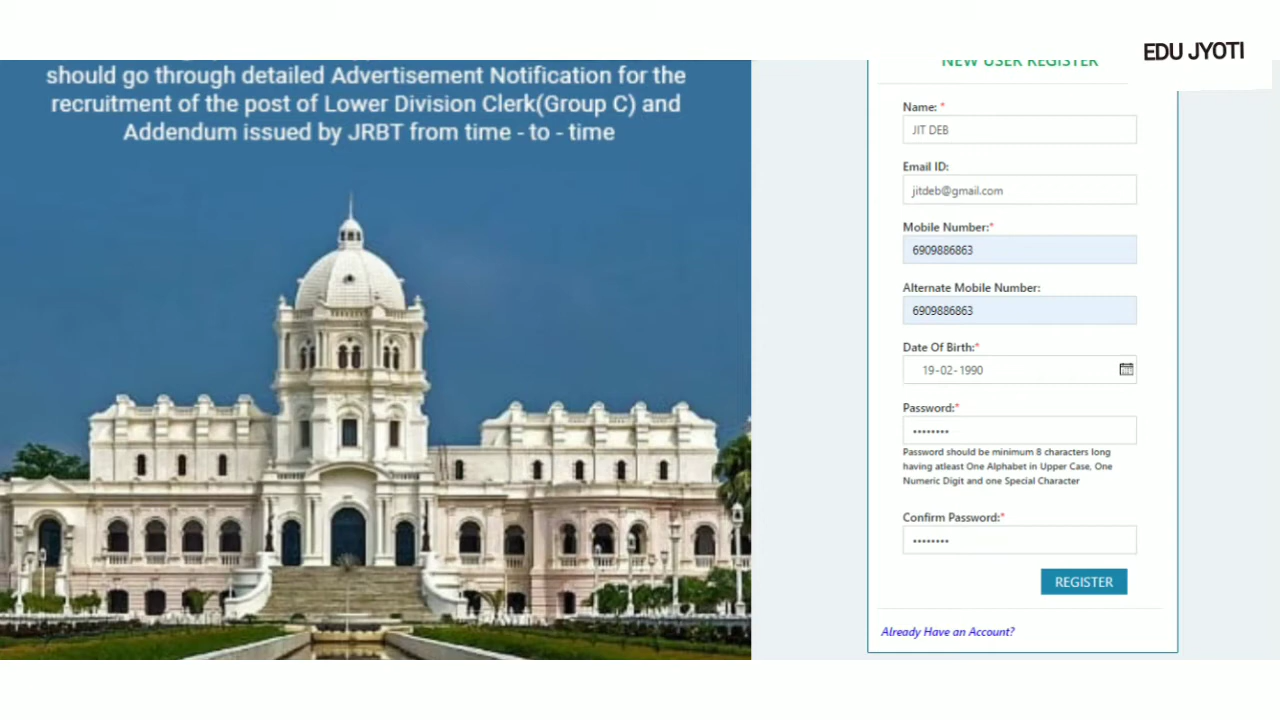 EDU JYOTI
should go through detailed Advertisement Notification for the
recruitment of the post of Lower Division Clerk(Group C) and
Addendum issued by JRBT from time - to - time
NEW USER REGISTER
Name: *
JIT DEB
Email ID:
jitdeb@gmail.com
Mobile Number:*
6909886863
Alternate Mobile Number:
6909886863
Date Of Birth:*
19-02-1990
Password:*
••••••••
Password should be minimum 8 characters long
having atleast One Alphabet in Upper Case, One
Numeric Digit and one Special Character
Confirm Password:*
••••••••
REGISTER
Already Have an Account?